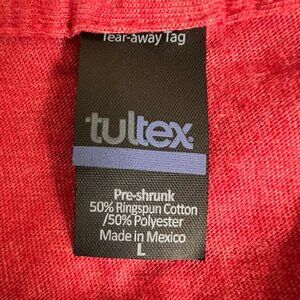 Tear-away Tag
tultex
Pre-shrunk
50% Ringspun Cotton
/50% Polyester
Made in Mexico
L